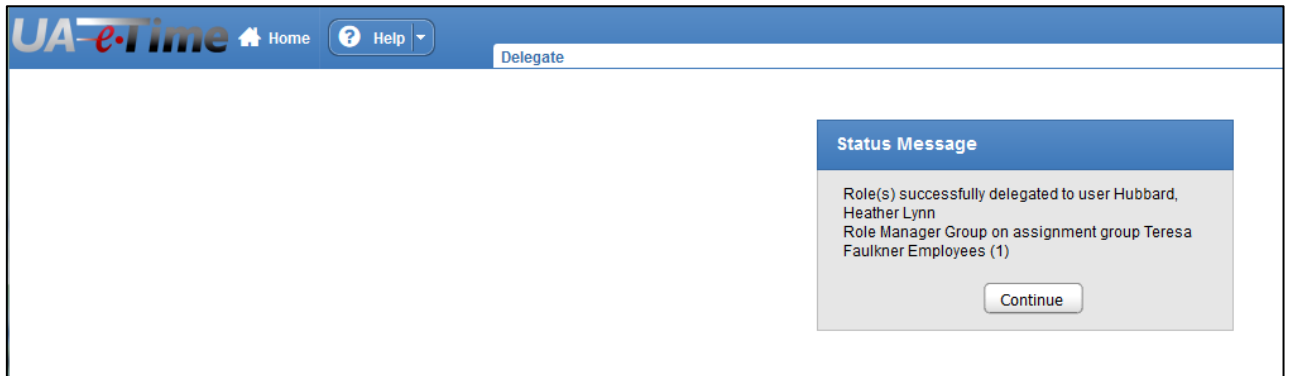 UA-e·Time Home ? Help
Delegate
Status Message
Role(s) successfully delegated to user Hubbard,
Heather Lynn
Role Manager Group on assignment group Teresa
Faulkner Employees (1)
Continue